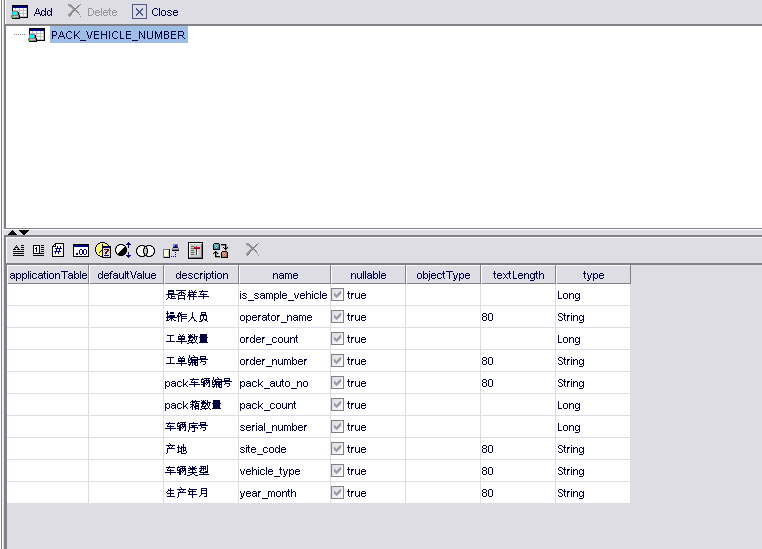 Add Delete Close
PACK_VEHICLE_NUMBER
applicationTable defaultValue description name nullable objectType textLength type
是否样车 is_sample_vehicle true Long
操作人员 operator_name true 80 String
工单数量 order_count true Long
工单编号 order_number true 80 String
pack车辆编号 pack_auto_no true 80 String
pack箱数量 pack_count true Long
车辆序号 serial_number true Long
产地 site_code true 80 String
车辆类型 vehicle_type true 80 String
生产年月 year_month true 80 String